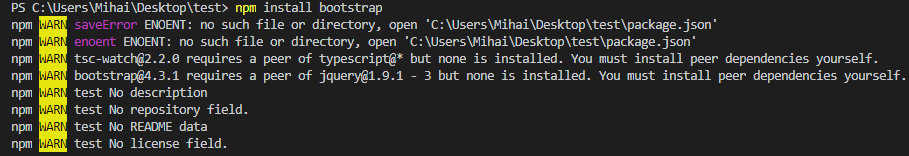 PS C:\Users\Mihai\Desktop\test> npm install bootstrap
npm WARN saveError ENOENT: no such file or directory, open 'C:\Users\Mihai\Desktop\test\package.json'
npm WARN enoent ENOENT: no such file or directory, open 'C:\Users\Mihai\Desktop\test\package.json'
npm WARN tsc-watch@2.2.0 requires a peer of typescript@* but none is installed. You must install peer dependencies yourself.
npm WARN bootstrap@4.3.1 requires a peer of jquery@1.9.1 - 3 but none is installed. You must install peer dependencies yourself.
npm WARN test No description
npm WARN test No repository field.
npm WARN test No README data
npm WARN test No license field.